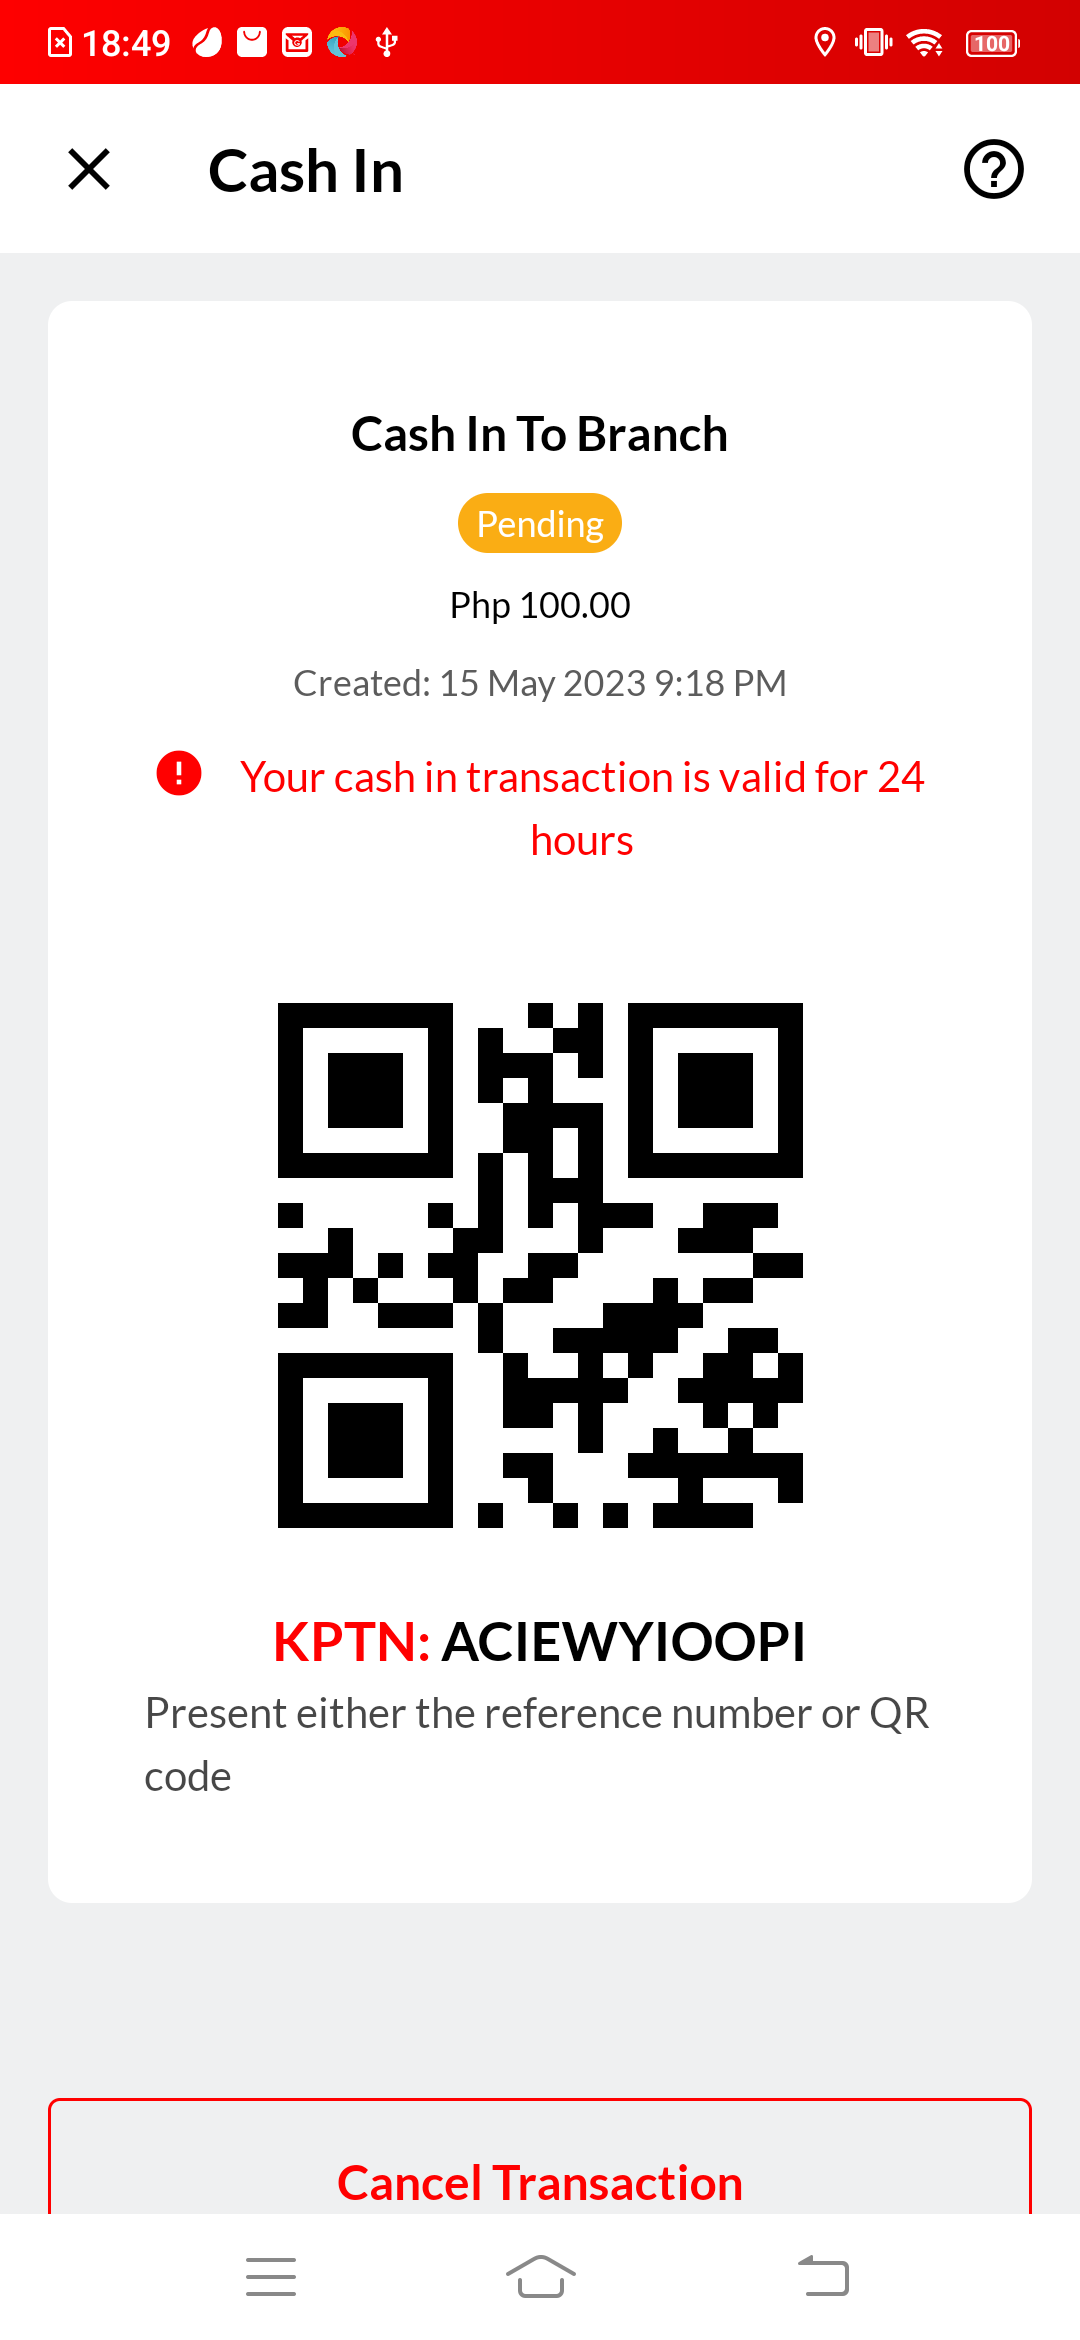 18:49
100
Cash In
Cash In To Branch
Pending
Php 100.00
Created: 15 May 2023 9:18 PM
Your cash in transaction is valid for 24
hours
KPTN: ACIEWYIOOPI
Present either the reference number or QR
code
Cancel Transaction